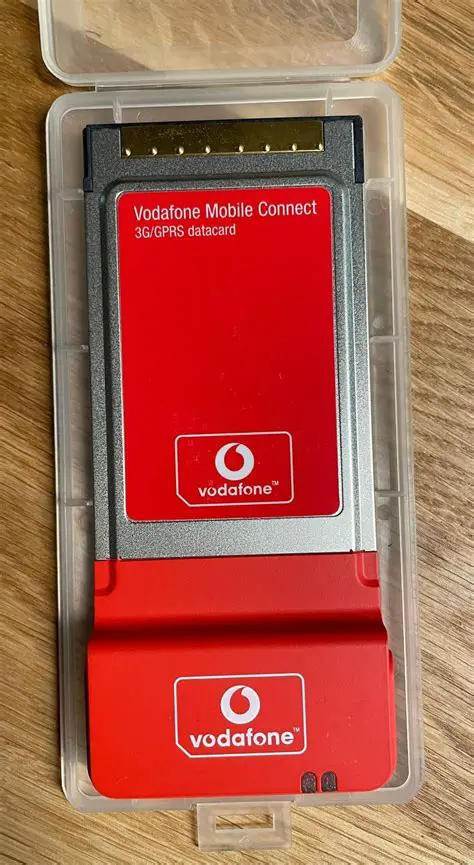 Vodafone Mobile Connect
3G/GPRS datacard
vodafone™
vodafone™